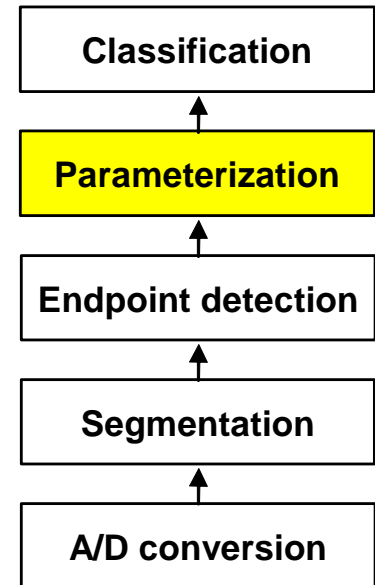 Classification
Parameterization
Endpoint detection
Segmentation
A/D conversion